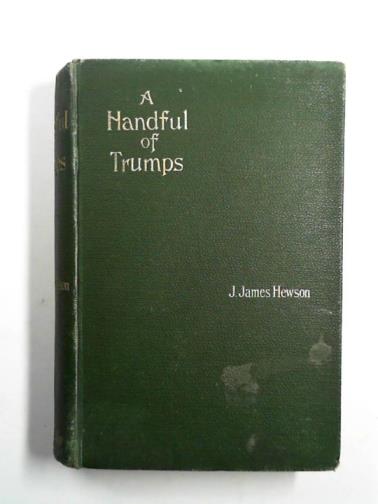 A
Handful
of
Trumps
J. James Hewson